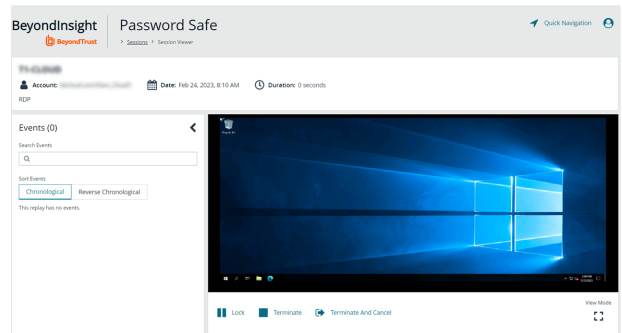 BeyondInsight
BeyondTrust
Password Safe
> Sessions > Session Viewer
Quick Navigation
T1-CLOUD
Account:
Date: Feb 24, 2023, 8:10 AM
Duration: 0 seconds
RDP
Events (0)
Search Events
Sort Events
Chronological
Reverse Chronological
This replay has no events.
Recycle Bin
Lock
Terminate
Terminate And Cancel
View Mode